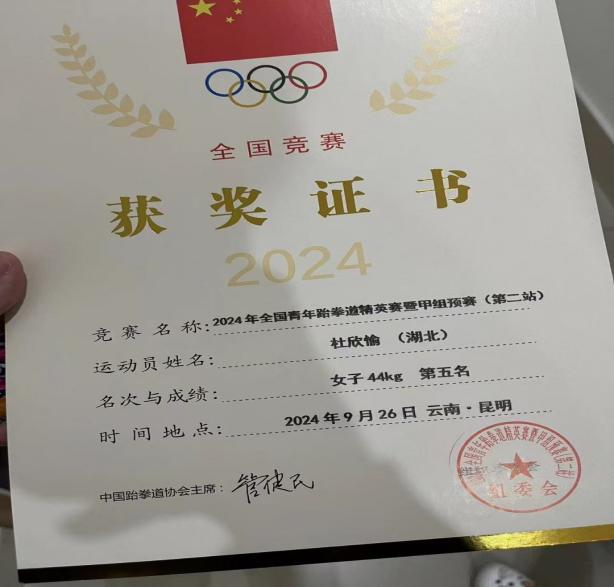 全国竞赛
获奖证书
2024
竞赛名称: 2024年全国青年跆拳道精英赛暨甲组预赛（第二站）
运动员姓名: 杜欣愉 （湖北）
名次与成绩: 女子44kg 第五名
时间地点: 2024年9月26日 云南·昆明
中国跆拳道协会主席: 管健民
组委会